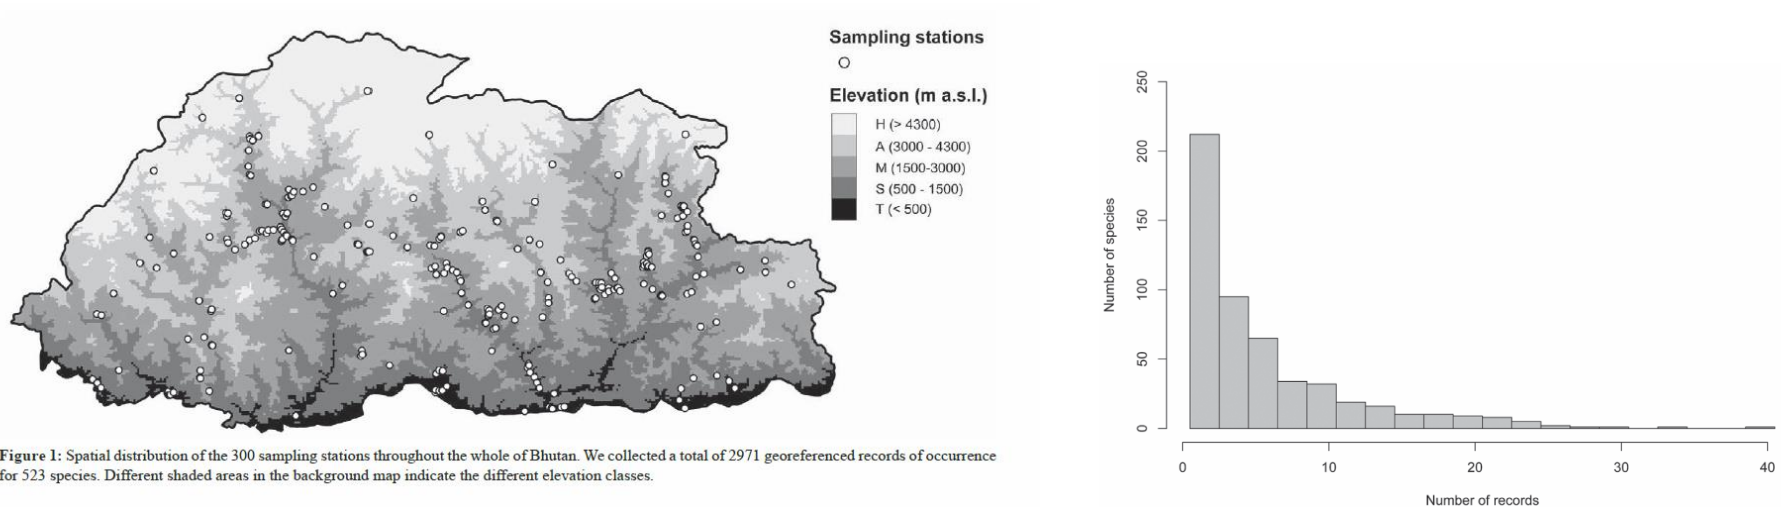 Sampling stations
Elevation (m a.s.l.)
H (> 4300)
A (3000 - 4300)
M (1500-3000)
S (500 - 1500)
T (< 500)
Figure 1: Spatial distribution of the 300 sampling stations throughout the whole of Bhutan. We collected a total of 2971 georeferenced records of occurrence
for 523 species. Different shaded areas in the background map indicate the different elevation classes.
Number of species
250
200
150
100
50
0
0 10 20 30 40
Number of records